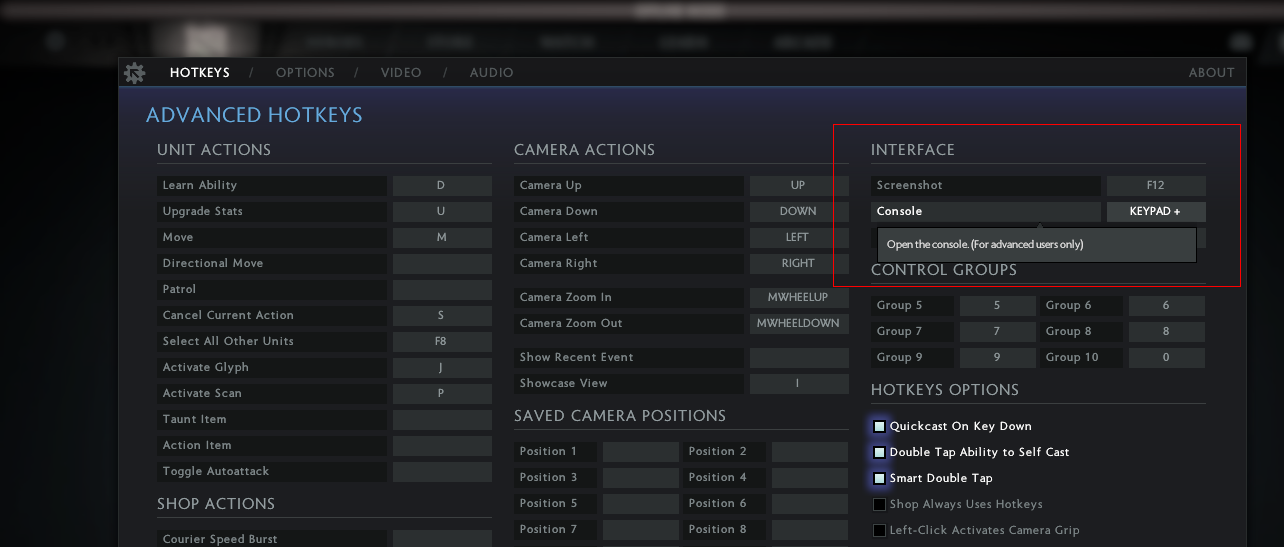 HOTKEYS / OPTIONS / VIDEO / AUDIO ABOUT
ADVANCED HOTKEYS
UNIT ACTIONS
Learn Ability D
Upgrade Stats U
Move M
Directional Move
Patrol
Cancel Current Action S
Select All Other Units F8
Activate Glyph J
Activate Scan P
Taunt Item
Action Item
Toggle Autoattack
SHOP ACTIONS
Courier Speed Burst
CAMERA ACTIONS
Camera Up UP
Camera Down DOWN
Camera Left LEFT
Camera Right RIGHT
Camera Zoom In MWHEELUP
Camera Zoom Out MWHEELDOWN
Show Recent Event
Showcase View I
SAVED CAMERA POSITIONS
Position 1 Position 2
Position 3 Position 4
Position 5 Position 6
Position 7 Position 8
INTERFACE
Screenshot F12
Console KEYPAD +
Open the console. (For advanced users only)
CONTROL GROUPS
Group 5 5 Group 6 6
Group 7 7 Group 8 8
Group 9 9 Group 10 0
HOTKEYS OPTIONS
Quickcast On Key Down
Double Tap Ability to Self Cast
Smart Double Tap
Shop Always Uses Hotkeys
Left-Click Activates Camera Grip